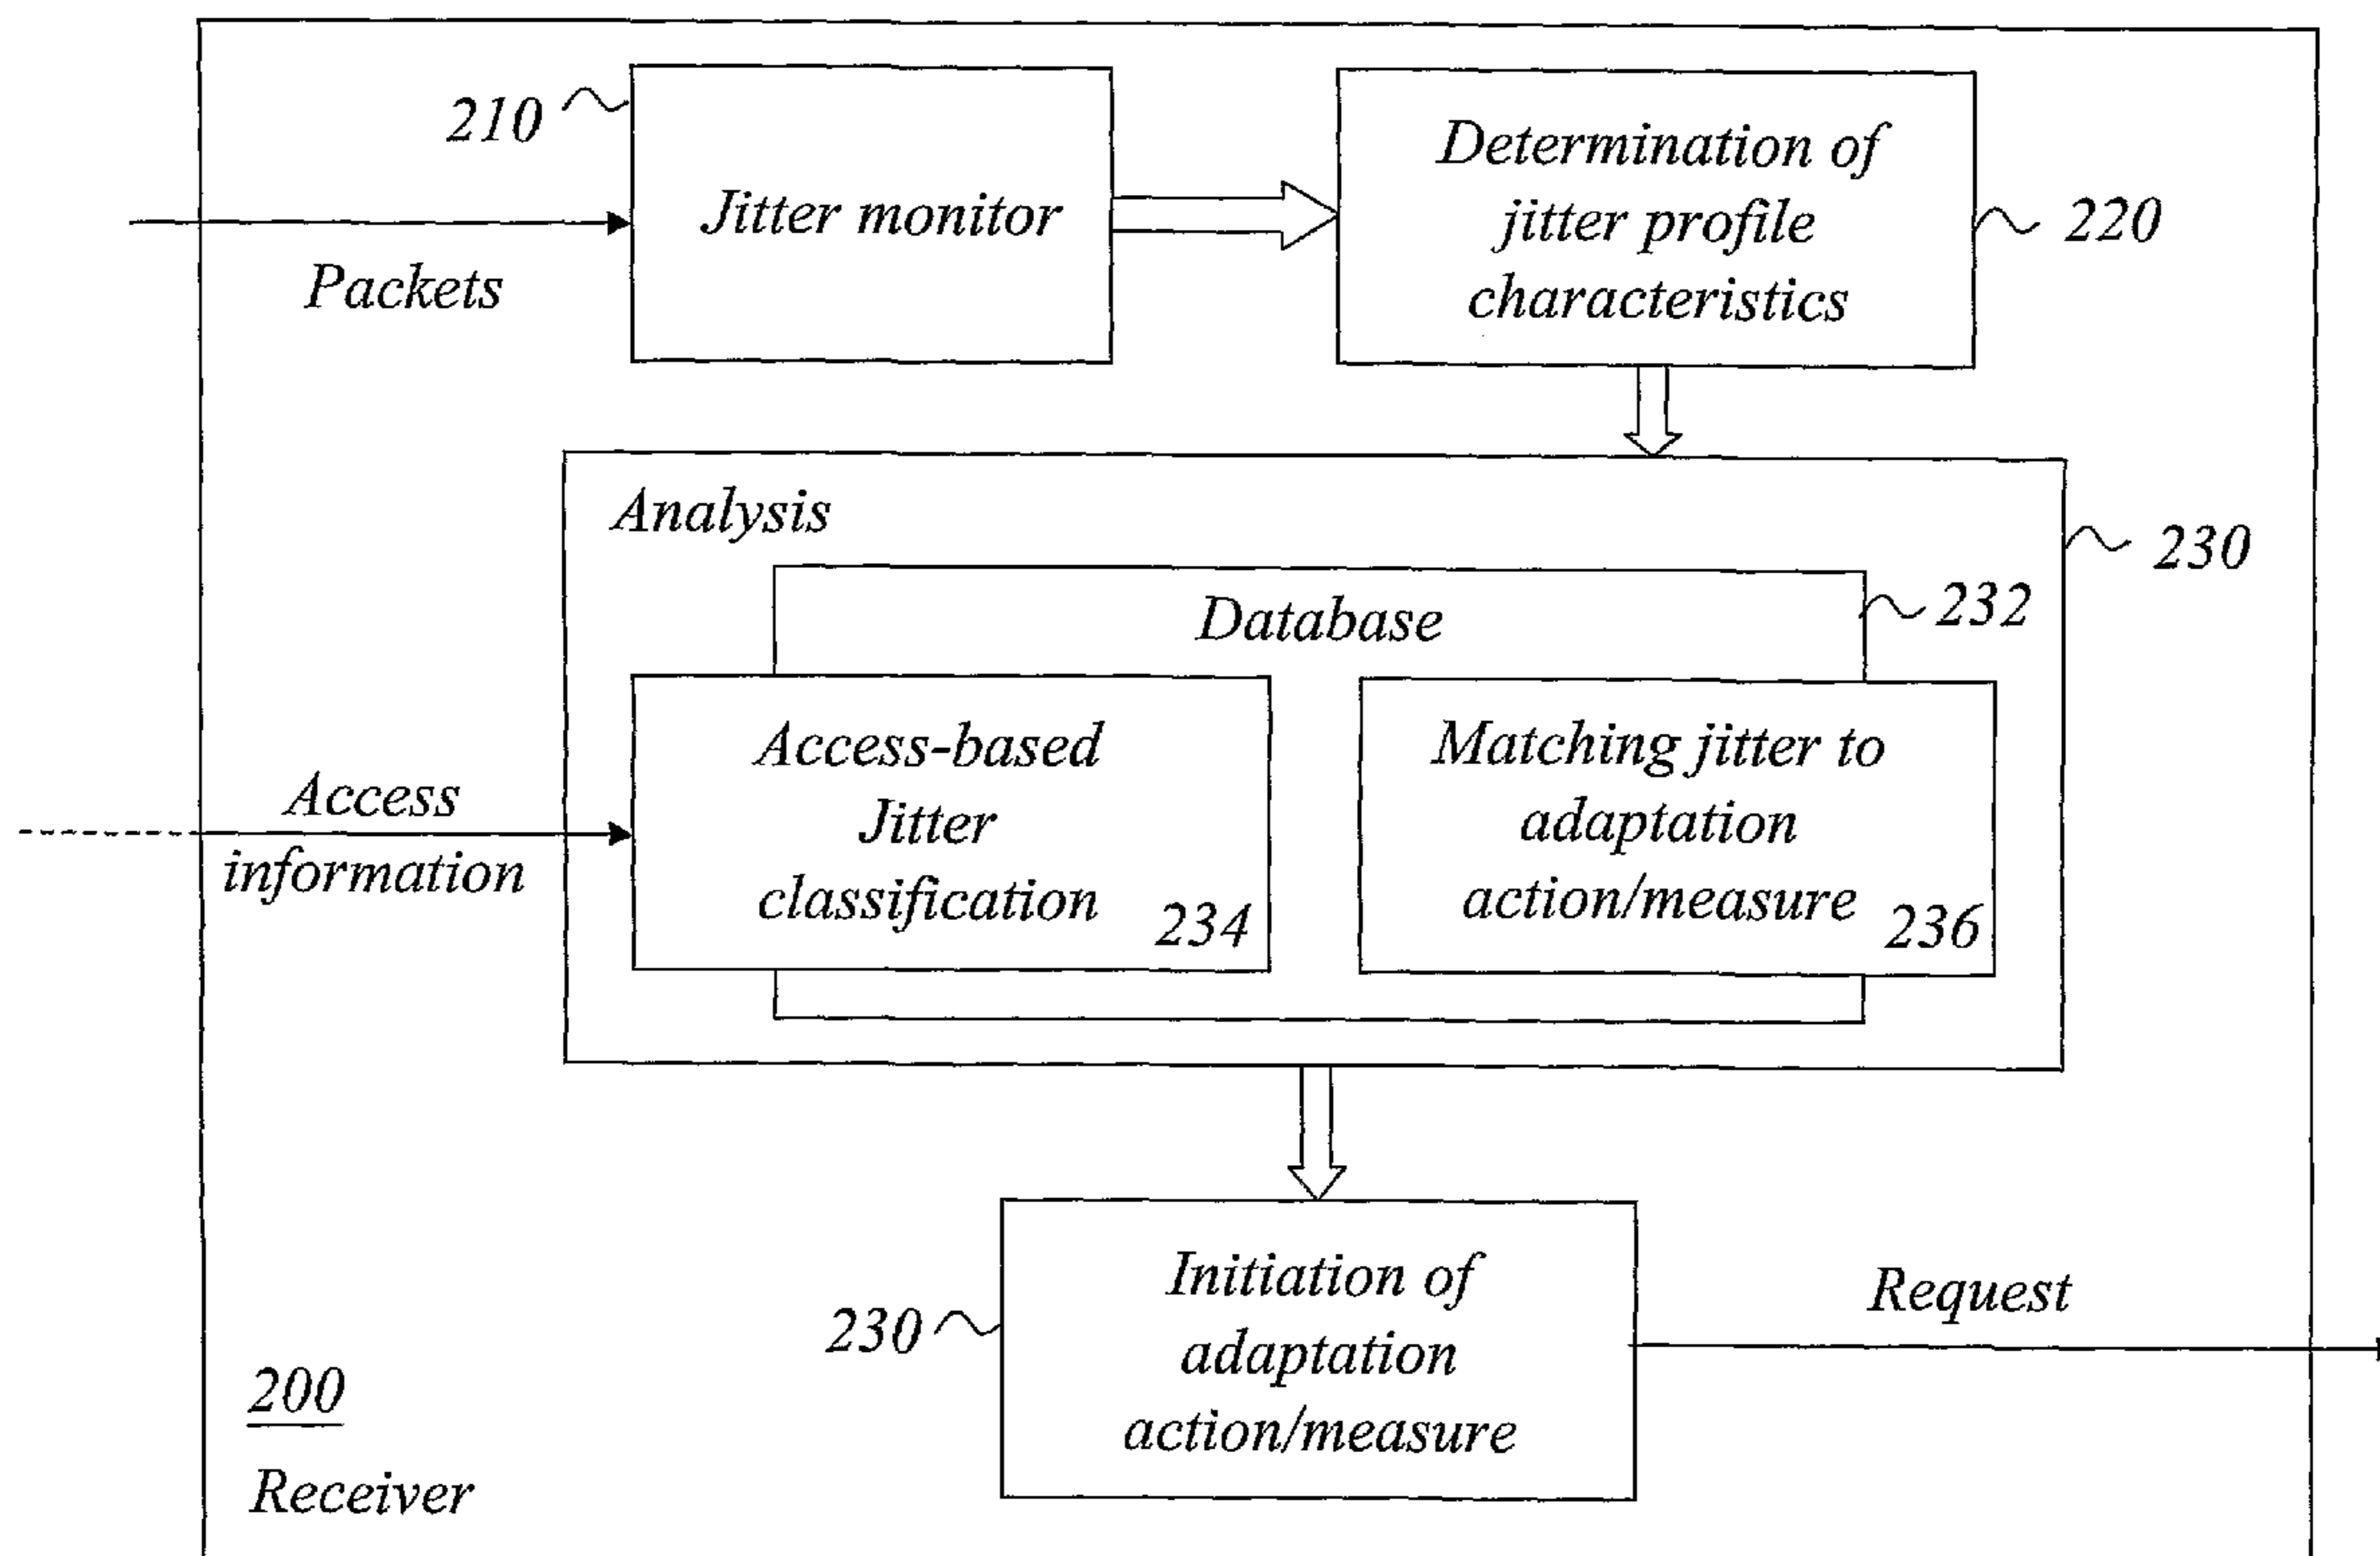 210
Jitter monitor
Packets
Determination of
jitter profile
characteristics
220
Analysis
230
Database
232
Access
information
Access-based
Jitter
classification
234
Matching jitter to
adaptation
action/measure
236
230
Initiation of
adaptation
action/measure
Request
200
Receiver